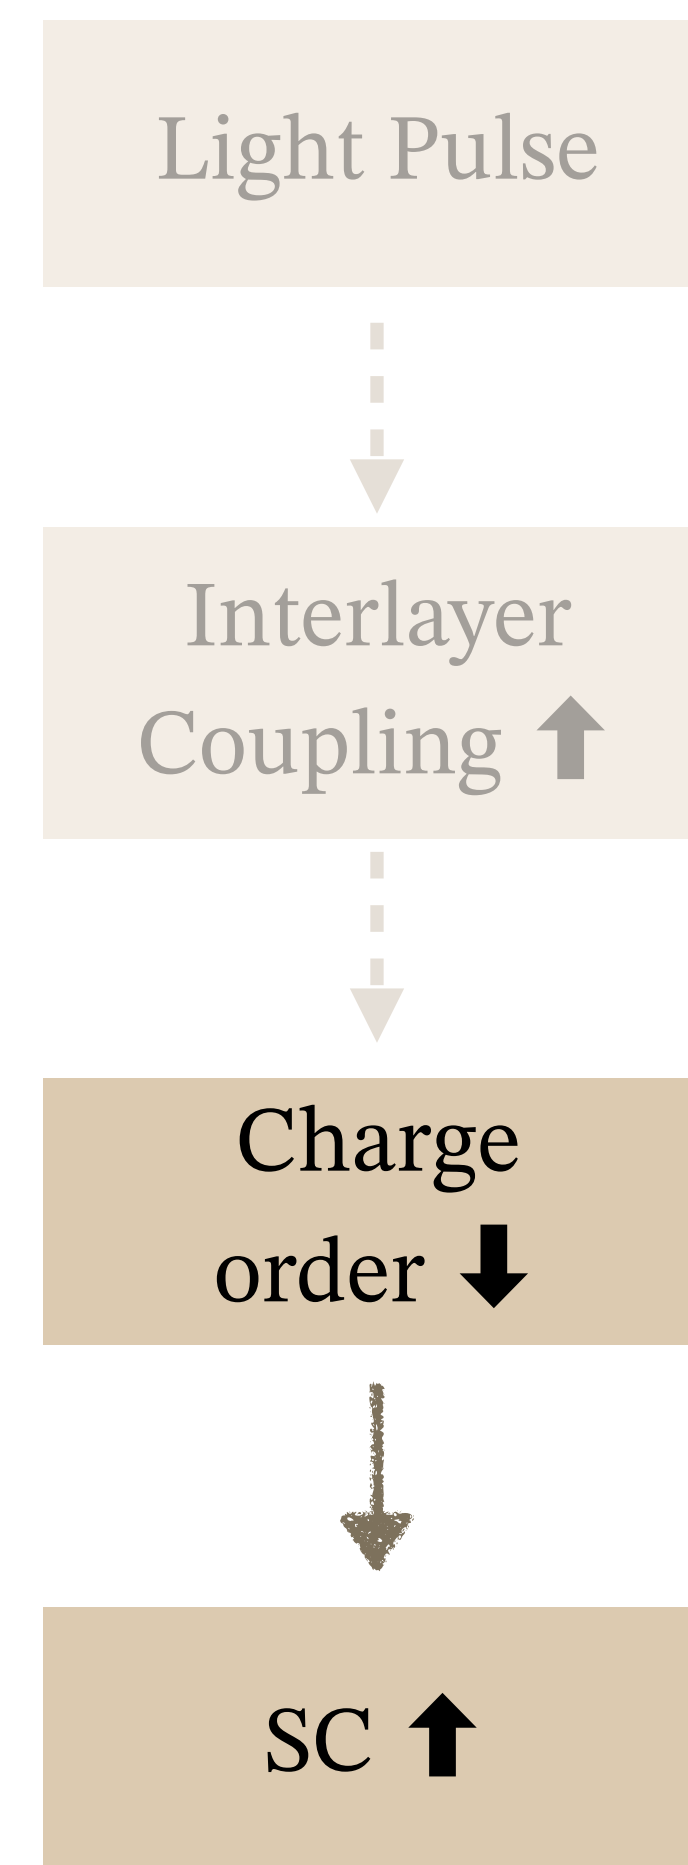 Light Pulse
Interlayer
Coupling ⬆
Charge
order ⬇
SC ⬆